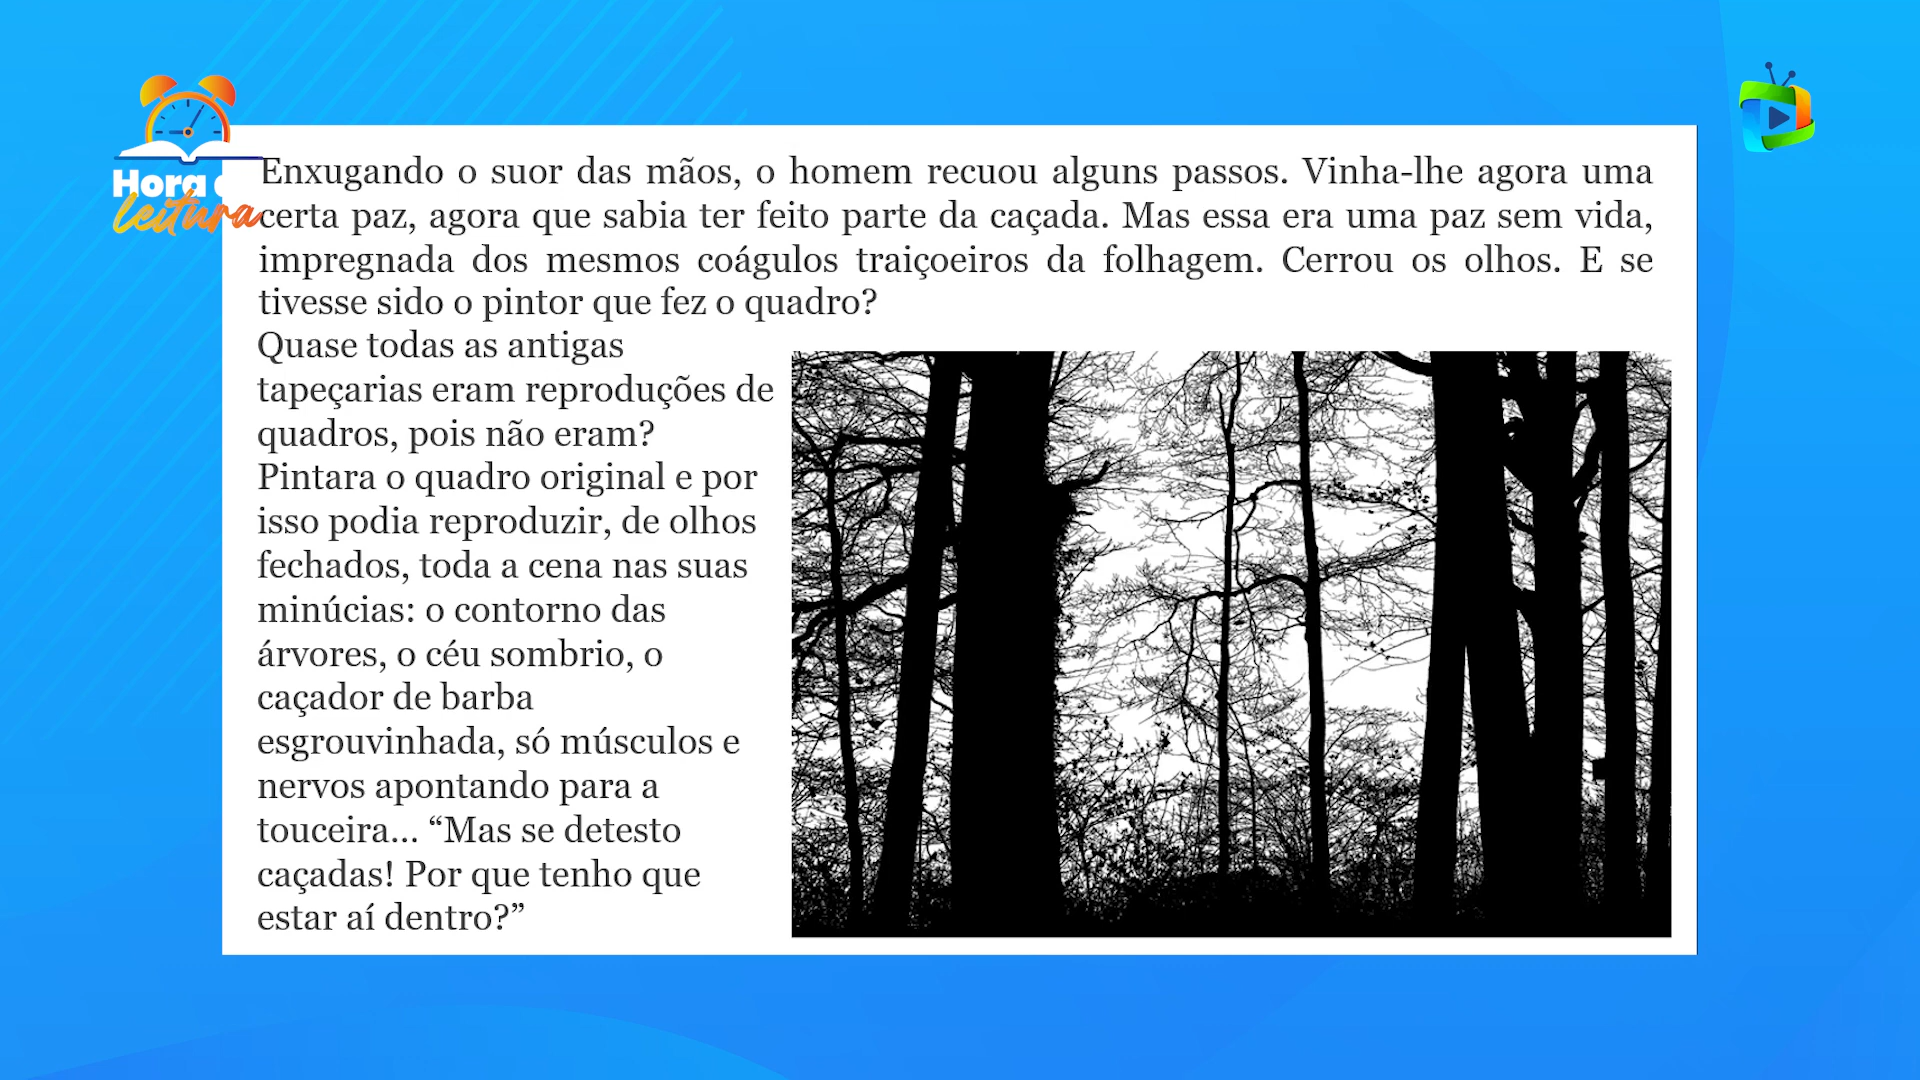 Hora
leitura
Enxugando o suor das mãos, o homem recuou alguns passos. Vinha-lhe agora uma
certa paz, agora que sabia ter feito parte da caçada. Mas essa era uma paz sem vida,
impregnada dos mesmos coágulos traiçoeiros da folhagem. Cerrou os olhos. E se
tivesse sido o pintor que fez o quadro?
Quase todas as antigas
tapeçarias eram reproduções de
quadros, pois não eram?
Pintara o quadro original e por
isso podia reproduzir, de olhos
fechados, toda a cena nas suas
minúcias: o contorno das
árvores, o céu sombrio, o
caçador de barba
esgrouvinhada, só músculos e
nervos apontando para a
touceira... “Mas se detesto
caçadas! Por que tenho que
estar aí dentro?”